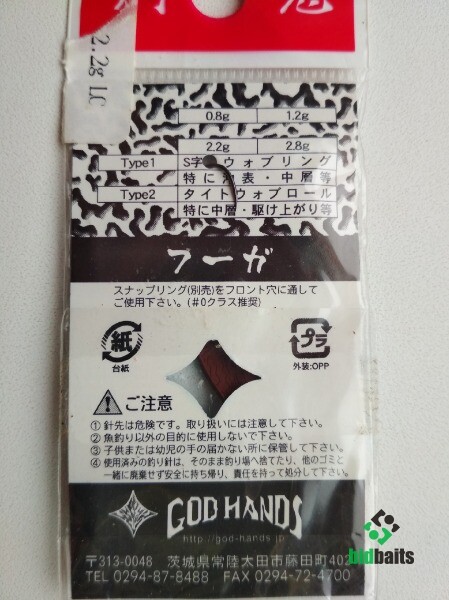 2.2g LC
0.8g 1.2g
2.2g 2.8g
Type1 S字 ウォブリング
特に 表・中層等
Type2 タイトウォブロール
特に中層・駆け上がり等
フーガ
スナップリング(別売)をフロント穴に通して
ご使用下さい。(#0クラス推奨)
紙
台紙
プラ
外装:OPP
ご注意
① 針先は危険です。取り扱いには注意して下さい。
② 魚釣り以外の目的に使用しないで下さい。
③ 子供または幼児の手の届かない所に保管して下さい。
④ 使用済みの釣り針は、そのまま釣り場へ捨てたり、他のゴミと
一緒に廃棄せず安全に持ち帰り、責任を持って処分して下さい。
GOD HANDS
http://god-hands.jp
〒313-0048 茨城県常陸太田市藤田町402
TEL 0294-87-8488 FAX 0294-72-4700
bidbaits